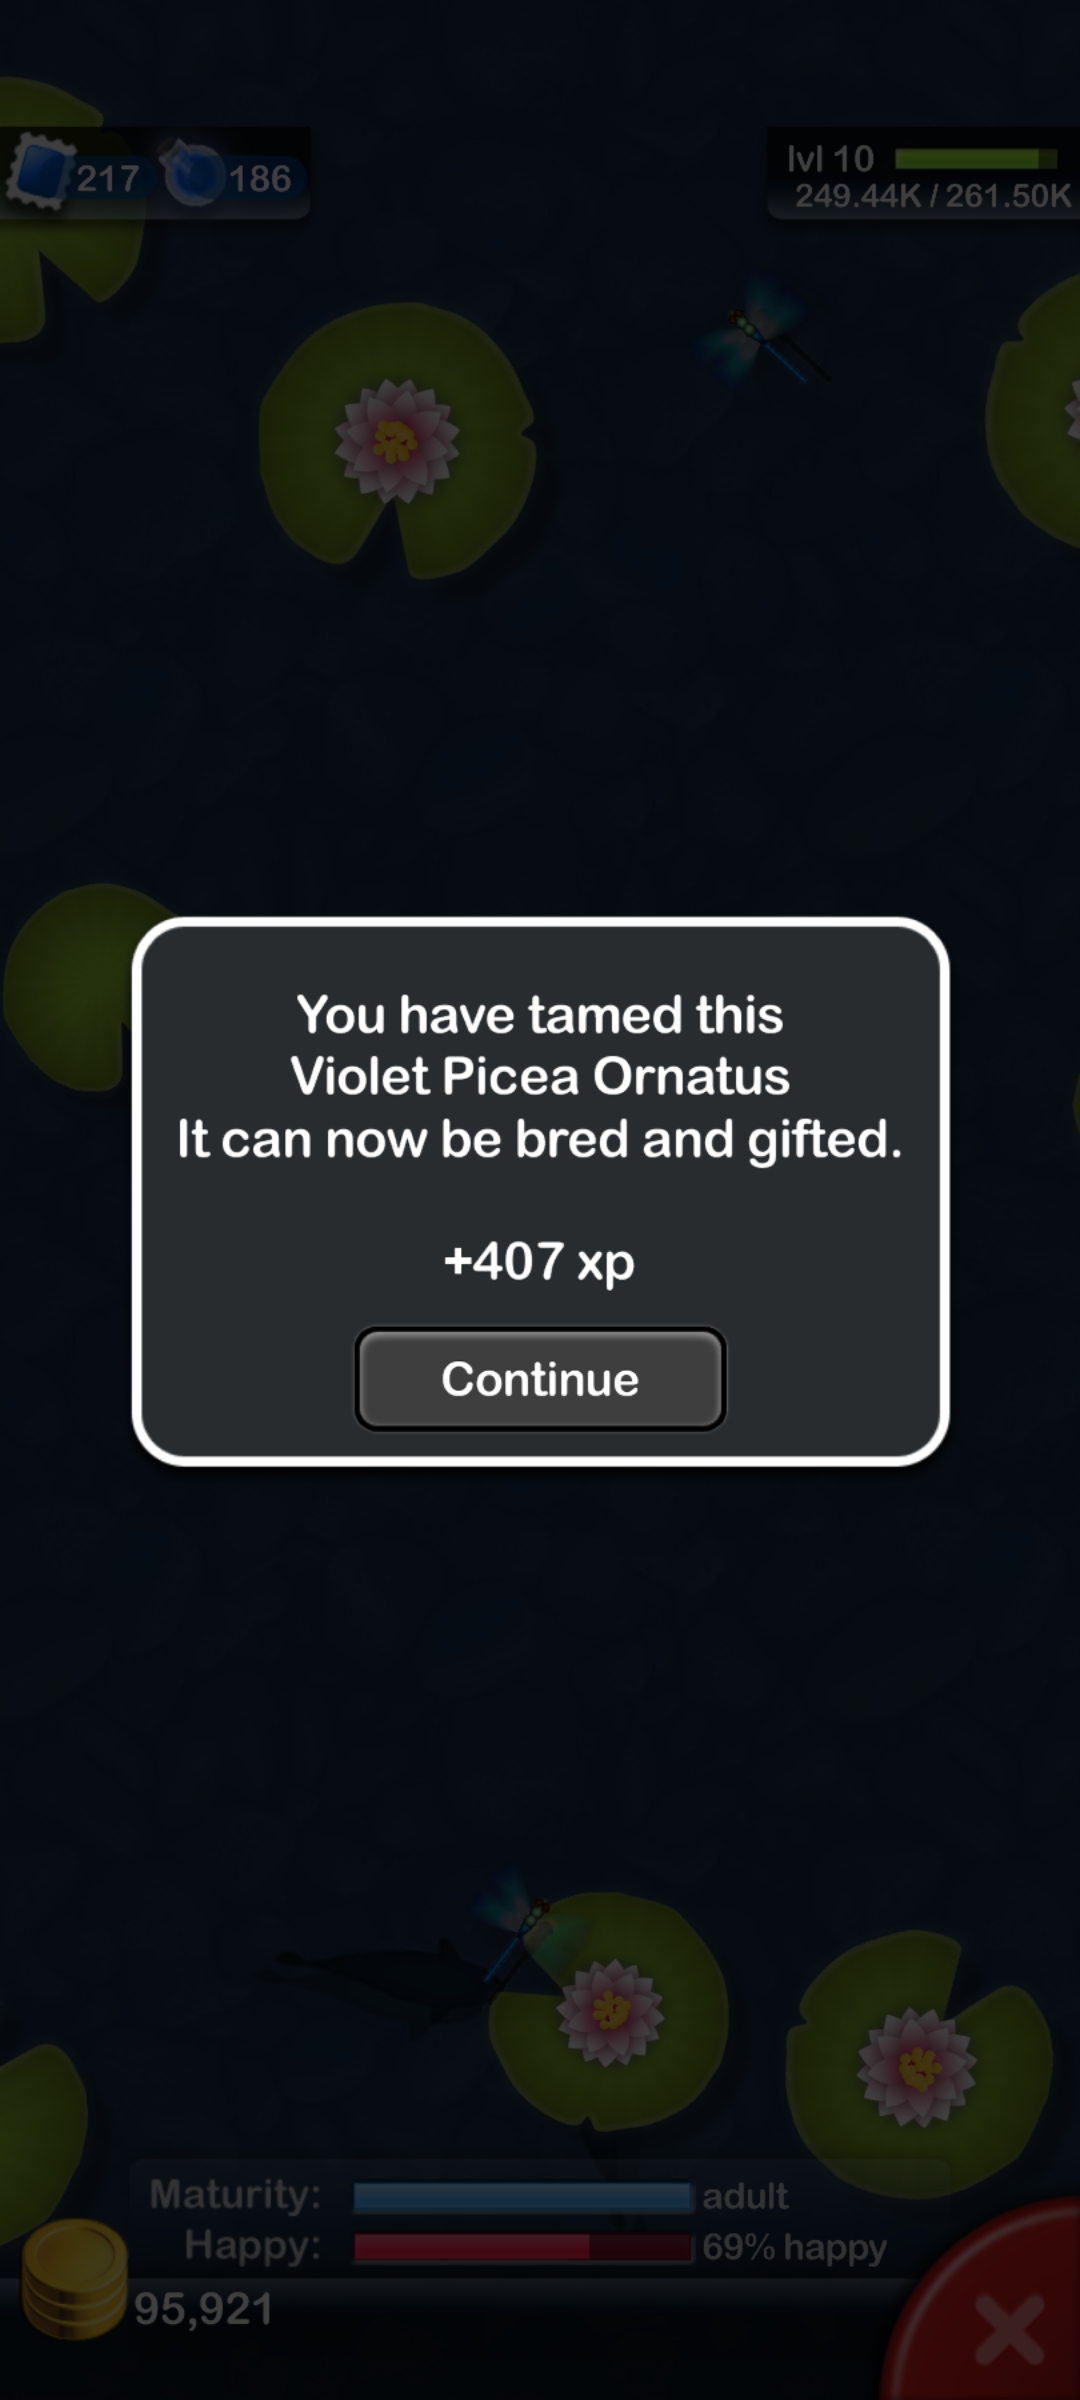 217 186
lvl 10
249.44K / 261.50K
You have tamed this
Violet Picea Ornatus
It can now be bred and gifted.
+407 xp
Continue
Maturity: adult
Happy: 69% happy
95,921